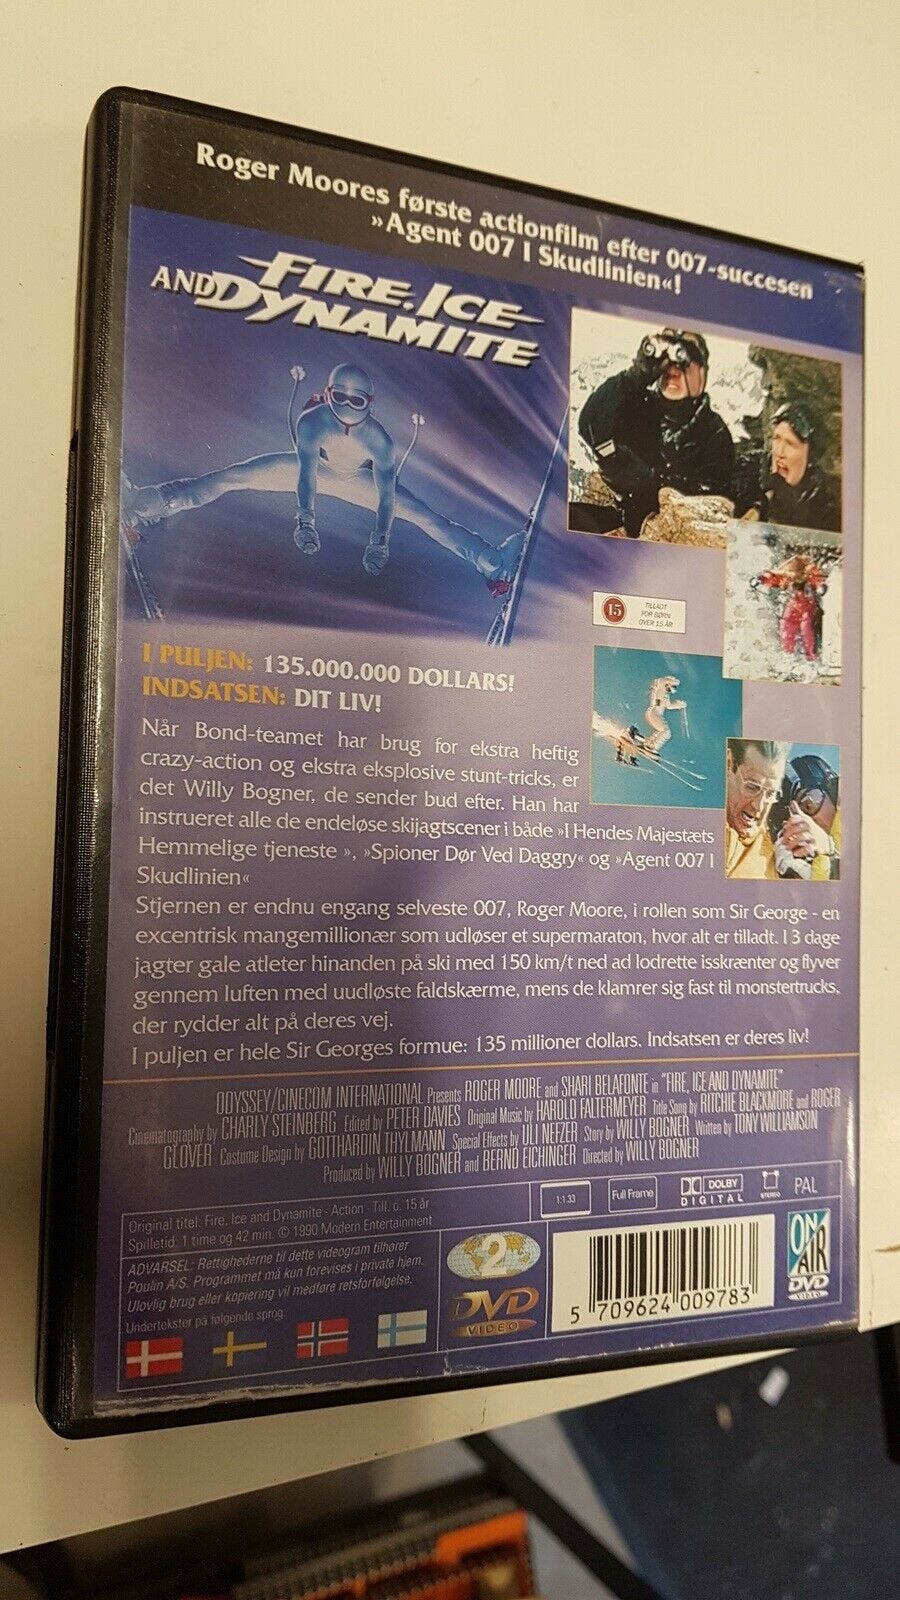 Roger Moores første actionfilm efter 007-succesen
»Agent 007 I Skudlinien«!
FIRE, ICE
AND DYNAMITE
15
TILLADT
FOR BØRN
OVER 15 ÅR
I PULJEN: 135.000.000 DOLLARS!
INDSATSEN: DIT LIV!
Når Bond-teamet har brug for ekstra heftig
crazy-action og ekstra eksplosive stunt-tricks, er
det Willy Bogner, de sender bud efter. Han har
instrueret alle de endeløse skijagtscener i både »I Hendes Majestæts
Hemmelige tjeneste », »Spioner Dør Ved Daggry« og »Agent 007 I
Skudlinien«
Stjernen er endnu engang selveste 007, Roger Moore, i rollen som Sir George - en
excentrisk mangemillionær som udløser et supermaraton, hvor alt er tilladt. I 3 dage
jagter gale atleter hinanden på ski med 150 km/t ned ad lodrette isskrænter og flyver
gennem luften med uudløste faldskærme, mens de klamrer sig fast til monstertrucks,
der rydder alt på deres vej.
I puljen er hele Sir Georges formue: 135 millioner dollars. Indsatsen er deres liv!
ODYSSEY/CINECOM INTERNATIONAL Presents ROGER MOORE and SHARI BELAFONTE in "FIRE, ICE AND DYNAMITE"
Cinematography by CHARLY STEINBERG Edited by PETER DAVIES Original Music by HAROLD FALTERMEYER Title Song by RITCHIE BLACKMORE and ROGER
GLOVER Costume Design by GOTTHARDIN THYLMANN Special Effects by ULI NEFZER Story by WILLY BOGNER Written by TONY WILLIAMSON
Produced by WILLY BOGNER and BERND EICHINGER Directed by WILLY BOGNER
Original titel: Fire, Ice and Dynamite - Action - Till. o. 15 år
Spilletid: 1 time og 42 min. © 1990 Modern Entertainment
1:1.33
Full Frame
DOLBY
DIGITAL
STEREO
PAL
ADVARSEL: Rettighederne til dette videogram tilhører
Poulin A/S. Programmet må kun forevises i private hjem.
Ulovlig brug eller kopiering vil medføre retsforfølgelse.
Undertekster på følgende sprog:
2
DVD
VIDEO
5 709624 009783
ON
AIR
DVD
VIDEO